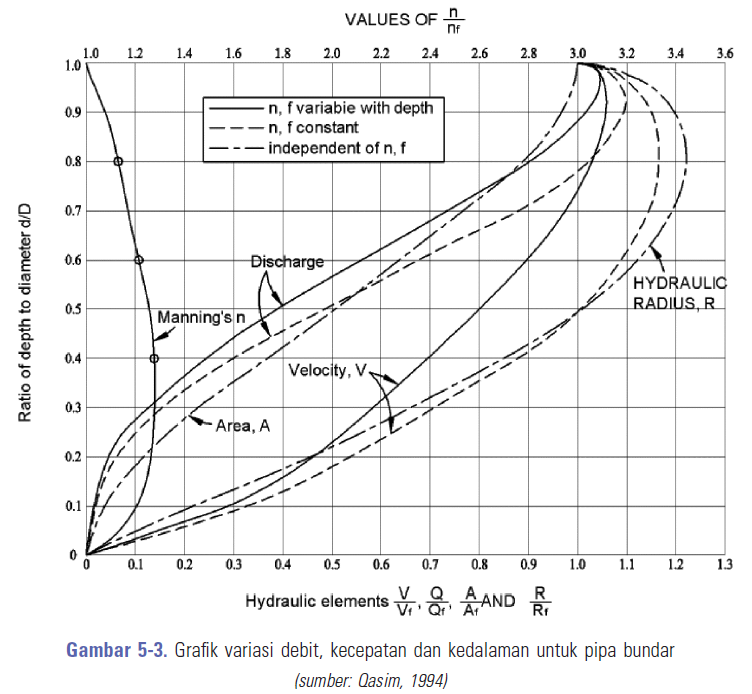 VALUES OF n/nf
1.0 1.2 1.4 1.6 1.8 2.0 2.2 2.4 2.6 2.8 3.0 3.2 3.4 3.6
1.0
0.9
0.8
0.7
0.6
0.5
0.4
0.3
0.2
0.1
0
Ratio of depth to diameter d/D
n, f variabie with depth
n, f constant
independent of n, f
Discharge
Manning's n
HYDRAULIC
RADIUS, R
Velocity, V
Area, A
0 0.1 0.2 0.3 0.4 0.5 0.6 0.7 0.8 0.9 1.0 1.1 1.2 1.3
Hydraulic elements V/Vf, Q/Qf, A/Af AND R/Rf
Gambar 5-3. Grafik variasi debit, kecepatan dan kedalaman untuk pipa bundar
(sumber: Qasim, 1994)